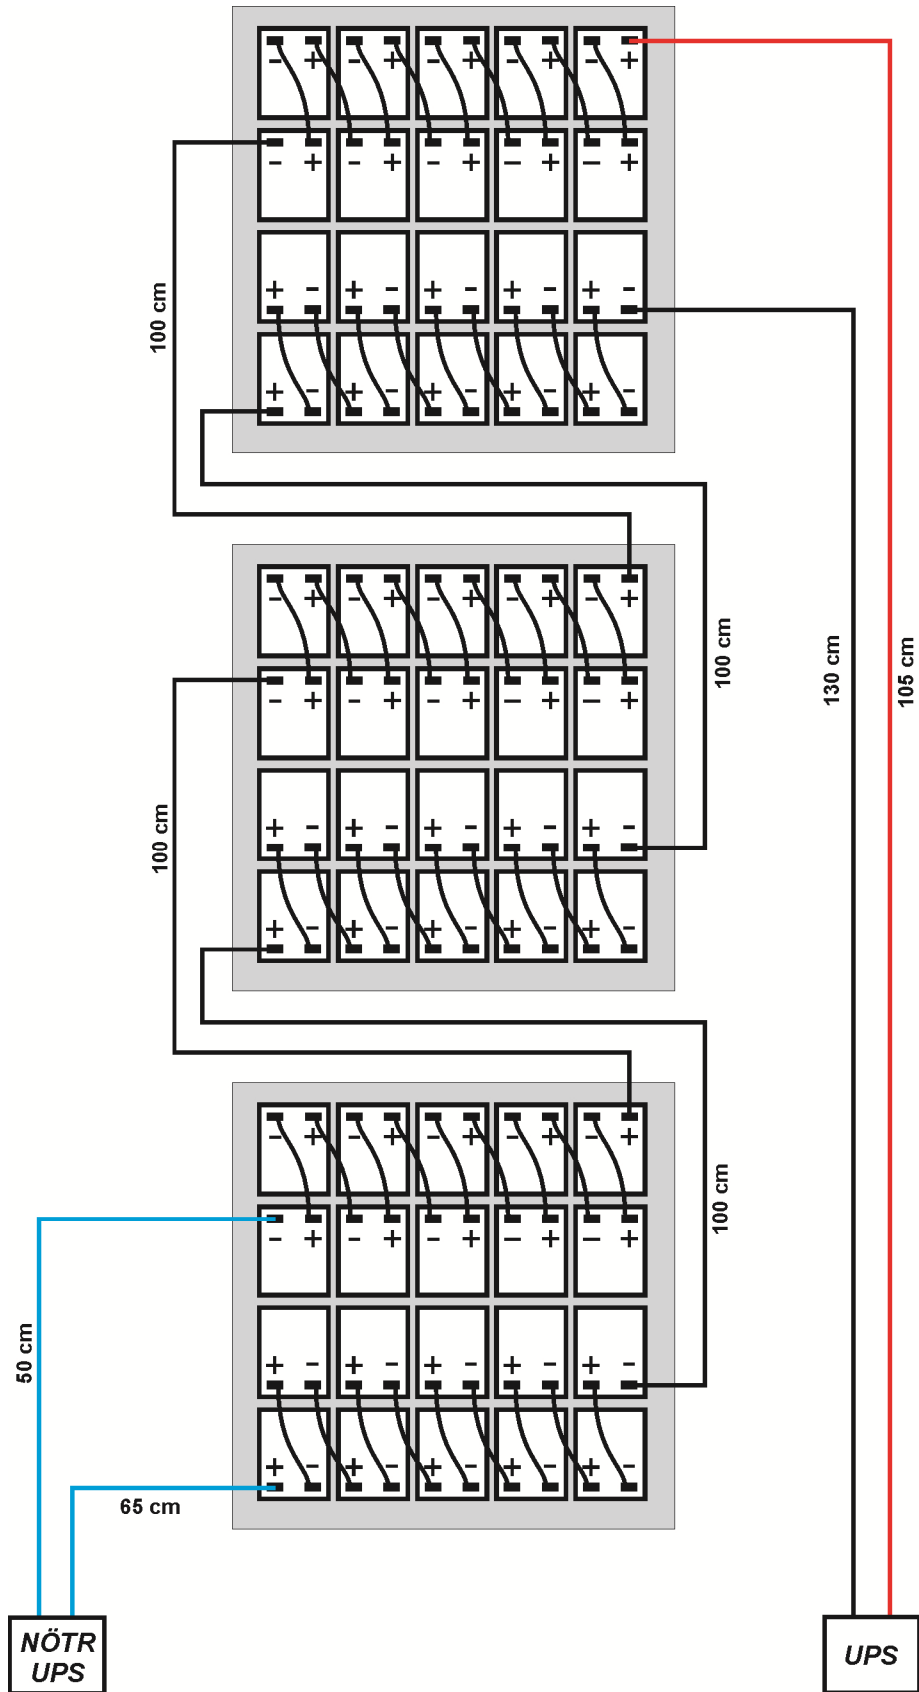 - + - + - + - + - +
- + - + - + - + - +
+ - + - + - + - + -
+ - + - + - + - + -
100 cm
- + - + - + - + - +
100 cm
130 cm
105 cm
- + - + - + - + - +
+ - + - + - + - + -
100 cm
+ - + - + - + - + -
- + - + - + - + - +
100 cm
- + - + - + - + - +
50 cm
+ - + - + - + - + -
+ - + - + - + - + -
65 cm
NÖTR
UPS
UPS